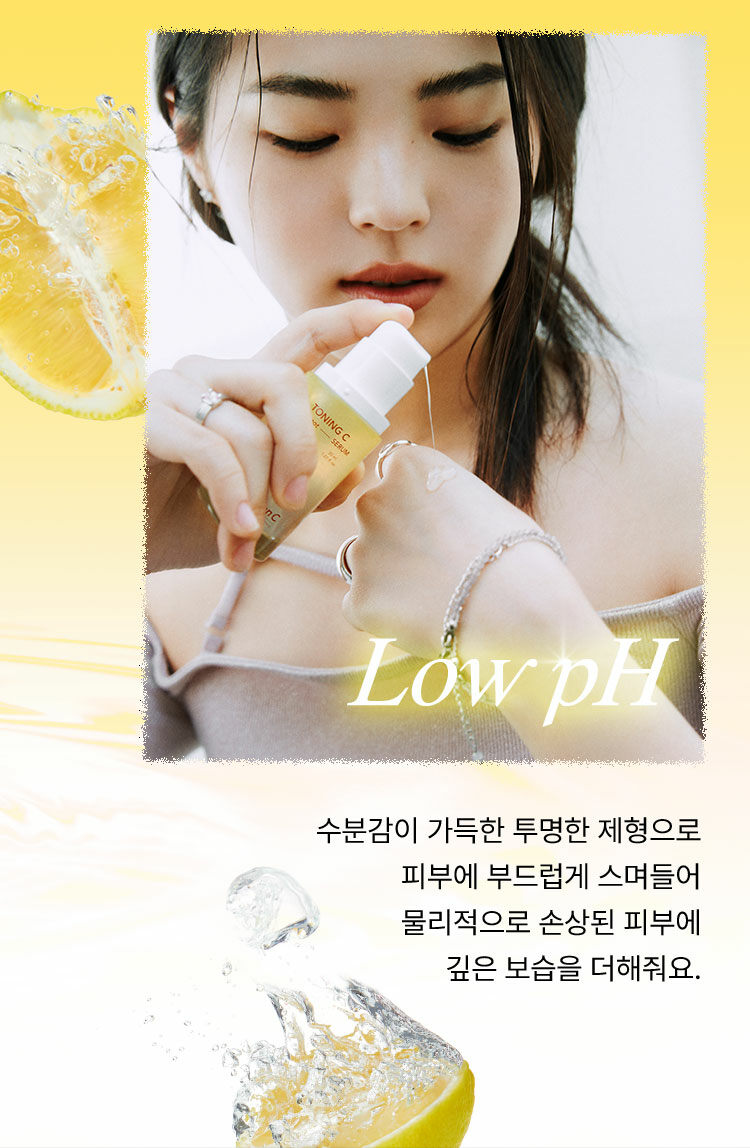 TONING C
SERUM
Low pH
수분감이 가득한 투명한 제형으로
피부에 부드럽게 스며들어
물리적으로 손상된 피부에
깊은 보습을 더해줘요.